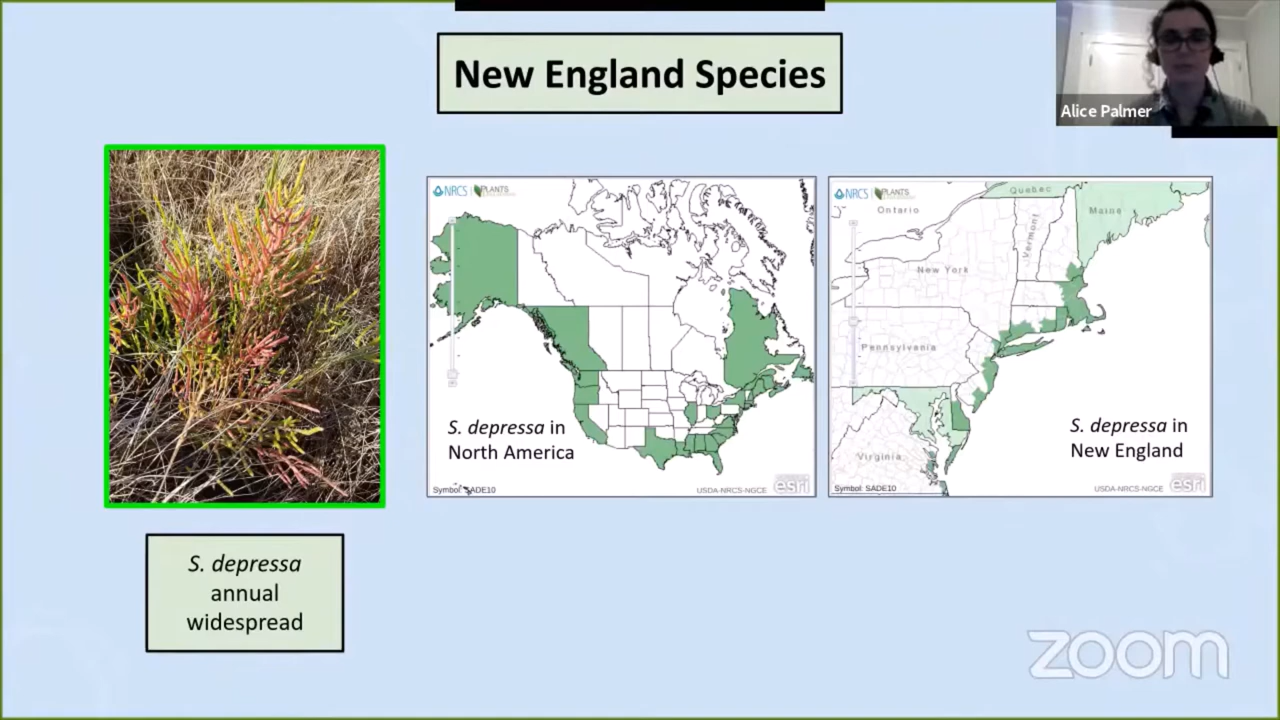 New England Species
Alice Palmer
NRCS PLANTS
S. depressa in
North America
Symbol: SADE10
USDA-NRCS-NGCE esri
NRCS PLANTS
Quebec
Ontario
Maine
Vermont
New York
Pennsylvania
Virginia
S. depressa in
New England
Symbol: SADE10
USDA-NRCS-NGCE esri
S. depressa
annual
widespread
zoom